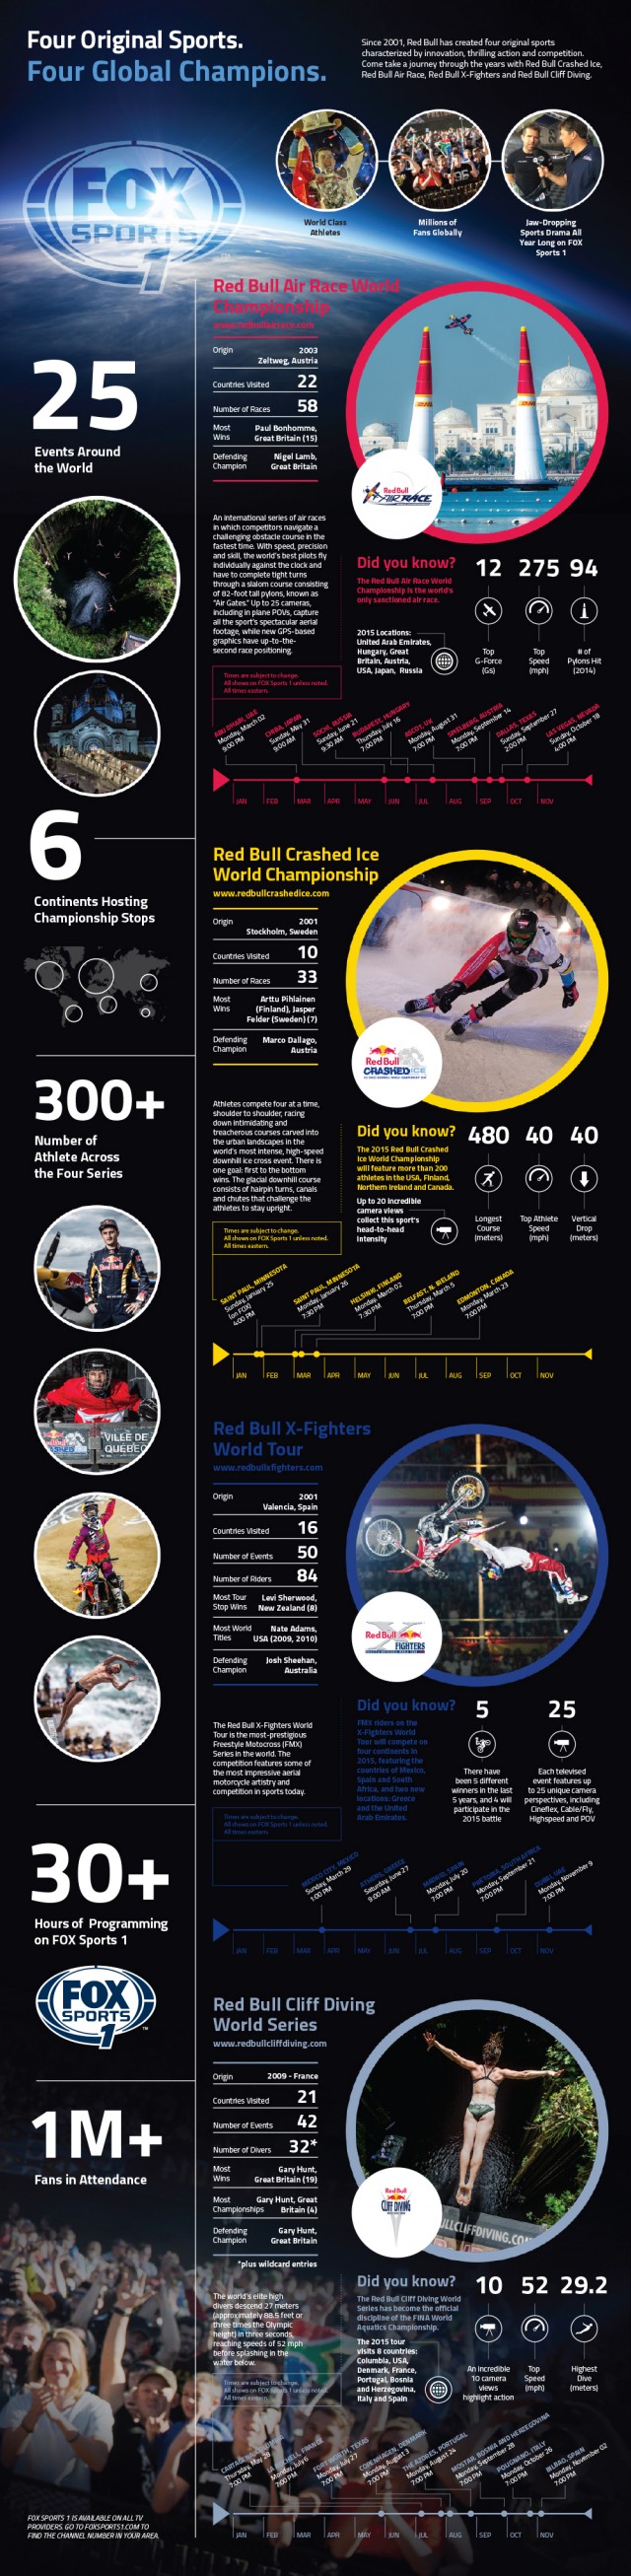 Four Original Sports.
Four Global Champions.
Since 2001, Red Bull has created four original sports
characterized by innovation, thrilling action and competition.
Come take a journey through the years with Red Bull Crashed Ice,
Red Bull Air Race, Red Bull X-Fighters and Red Bull Cliff Diving.
FOX
SPORTS
1
World Class
Athletes
Millions of
Fans Globally
Jaw-Dropping
Sports Drama All
Year Long on FOX
Sports 1
25
Events Around
the World
Red Bull Air Race World
Championship
www.redbullairrace.com
Origin 2003
Zeltweg, Austria
Countries Visited 22
Number of Races 58
Most Wins Paul Bonhomme,
Great Britain (15)
Defending Champion Nigel Lamb,
Great Britain
Red Bull
AIR RACE
An international series of air races
in which competitors navigate a
challenging obstacle course in the
fastest time. With speed, precision
and skill, the world's best pilots fly
individually against the clock and
have to complete tight turns
through a slalom course consisting
of 82-foot tall pylons, known as
"Air Gates." Up to 25 cameras,
including in plane POVs, capture
all the sport's spectacular aerial
footage, while new GPS-based
graphics have up-to-the-
second race positioning.
Did you know?
The Red Bull Air Race World
Championship is the world's
only sanctioned air race.
2015 Locations:
United Arab Emirates,
Hungary, Great
Britain, Austria,
USA, Japan, Russia
12
Top
G-Force
(Gs)
275
Top
Speed
(mph)
94
# of
Pylons Hit
(2014)
Times are subject to change.
All shows on FOX Sports 1 unless noted.
All times eastern.
ABU DHABI, UAE
Monday, March 02
9:00 PM
CHIBA, JAPAN
Sunday, May 31
9:00 AM
SOCHI, RUSSIA
Sunday, June 21
9:30 AM
BUDAPEST, HUNGARY
Thursday, July 16
7:00 PM
ASCOT, UK
Monday, August 31
7:00 PM
SPIELBERG, AUSTRIA
Monday, September 14
7:00 PM
DALLAS, TEXAS
Sunday, September 27
2:00 PM
LAS VEGAS, NEVADA
Sunday, October 18
4:00 PM
JAN FEB MAR APR MAY JUN JUL AUG SEP OCT NOV
6
Continents Hosting
Championship Stops
Red Bull Crashed Ice
World Championship
www.redbullcrashedice.com
Origin 2001
Stockholm, Sweden
Countries Visited 10
Number of Races 33
Most Wins Arttu Pihlainen
(Finland), Jasper
Felder (Sweden) (7)
Defending Champion Marco Dallago,
Austria
Red Bull
CRASHED ICE
300+
Number of
Athlete Across
the Four Series
Athletes compete four at a time,
shoulder to shoulder, racing
down intimidating and
treacherous courses carved into
the urban landscapes in the
world's most intense, high-speed
downhill ice cross event. There is
one goal: first to the bottom
wins. The glacial downhill course
consists of hairpin turns, canals
and chutes that challenge the
athletes to stay upright.
Did you know?
The 2015 Red Bull Crashed
Ice World Championship
will feature more than 200
athletes in the USA, Finland,
Northern Ireland and Canada.
Up to 20 incredible
camera views
collect this sport's
head-to-head
intensity
480
Longest
Course
(meters)
40
Top Athlete
Speed
(mph)
40
Vertical
Drop
(meters)
Times are subject to change.
All shows on FOX Sports 1 unless noted.
All times eastern.
SAINT PAUL, MINNESOTA
Sunday, January 25
(on FOX)
4:00 PM
SAINT PAUL, MINNESOTA
Monday, January 26
7:30 PM
HELSINKI, FINLAND
Monday, March 02
7:30 PM
BELFAST, N. IRELAND
Thursday, March 5
7:00 PM
EDMONTON, CANADA
Monday, March 23
7:00 PM
JAN FEB MAR APR MAY JUN JUL AUG SEP OCT NOV
VILLE DE
QUÉBEC
Red Bull X-Fighters
World Tour
www.redbullxfighters.com
Origin 2001
Valencia, Spain
Countries Visited 16
Number of Events 50
Number of Riders 84
Most Tour Stop Wins Levi Sherwood,
New Zealand (8)
Most World Titles Nate Adams,
USA (2009, 2010)
Defending Champion Josh Sheehan,
Australia
Red Bull
X FIGHTERS
The Red Bull X-Fighters World
Tour is the most-prestigious
Freestyle Motocross (FMX)
Series in the world. The
competition features some of
the most impressive aerial
motorcycle artistry and
competition in sports today.
Did you know?
FMX riders on the
X-Fighters World
Tour will compete on
four continents in
2015, featuring the
countries of Mexico,
Spain and South
Africa, and two new
locations: Greece
and the United
Arab Emirates.
5
There have
been 5 different
winners in the last
5 years, and 4 will
participate in the
2015 battle
25
Each televised
event features up
to 25 unique camera
perspectives, including
Cineflex, Cable/Fly,
Highspeed and POV
Times are subject to change.
All shows on FOX Sports 1 unless noted.
All times eastern.
MEXICO CITY, MEXICO
Sunday, March 29
1:00 PM
ATHENS, GREECE
Saturday, June 27
9:00 AM
MADRID, SPAIN
Monday, July 20
7:00 PM
PRETORIA, SOUTH AFRICA
Monday, September 21
7:00 PM
DUBAI, UAE
Monday, November 9
7:00 PM
JAN FEB MAR APR MAY JUN JUL AUG SEP OCT NOV
30+
Hours of Programming
on FOX Sports 1
FOX
SPORTS
1
TM
1M+
Fans in Attendance
Red Bull Cliff Diving
World Series
www.redbullcliffdiving.com
Origin 2009 - France
Countries Visited 21
Number of Events 42
Number of Divers 32*
Most Wins Gary Hunt,
Great Britain (19)
Most Championships Gary Hunt, Great
Britain (4)
Defending Champion Gary Hunt,
Great Britain
*plus wildcard entries
Red Bull
CLIFF DIVING
ULLCLIFFDIVING.CO
The world's elite high
divers descend 27 meters
(approximately 88.5 feet or
three times the Olympic
height) in three seconds,
reaching speeds of 52 mph
before splashing in the
water below.
Did you know?
The Red Bull Cliff Diving World
Series has become the official
discipline of the FINA World
Aquatics Championship.
The 2015 tour
visits 8 countries:
Columbia, USA,
Denmark, France,
Portugal, Bosnia
and Herzegovina,
Italy and Spain
10
An incredible
10 camera
views
highlight action
52
Top
Speed
(mph)
29.2
Highest
Dive
(meters)
Times are subject to change.
All shows on FOX Sports 1 unless noted.
All times eastern.
Thursday, May 28
7:00 PM
FRANCE
Monday, July 6
7:00 PM
FORT WORTH, TEXAS
Monday, July 27
7:00 PM
COPENHAGEN, DENMARK
Monday, August 3
7:00 PM
THE AZORES, PORTUGAL
Monday, August 24
7:00 PM
MOSTAR, BOSNIA AND HERZEGOVINA
Monday, September 28
7:00 PM
POLIGNANO, ITALY
Monday, October 26
7:00 PM
BILBAO, SPAIN
Monday, November 02
7:00 PM
JAN FEB MAR APR MAY JUN JUL AUG SEP OCT NOV
FOX SPORTS 1 IS AVAILABLE ON ALL TV
PROVIDERS. GO TO FOXSPORTS1.COM TO
FIND THE CHANNEL NUMBER IN YOUR AREA.